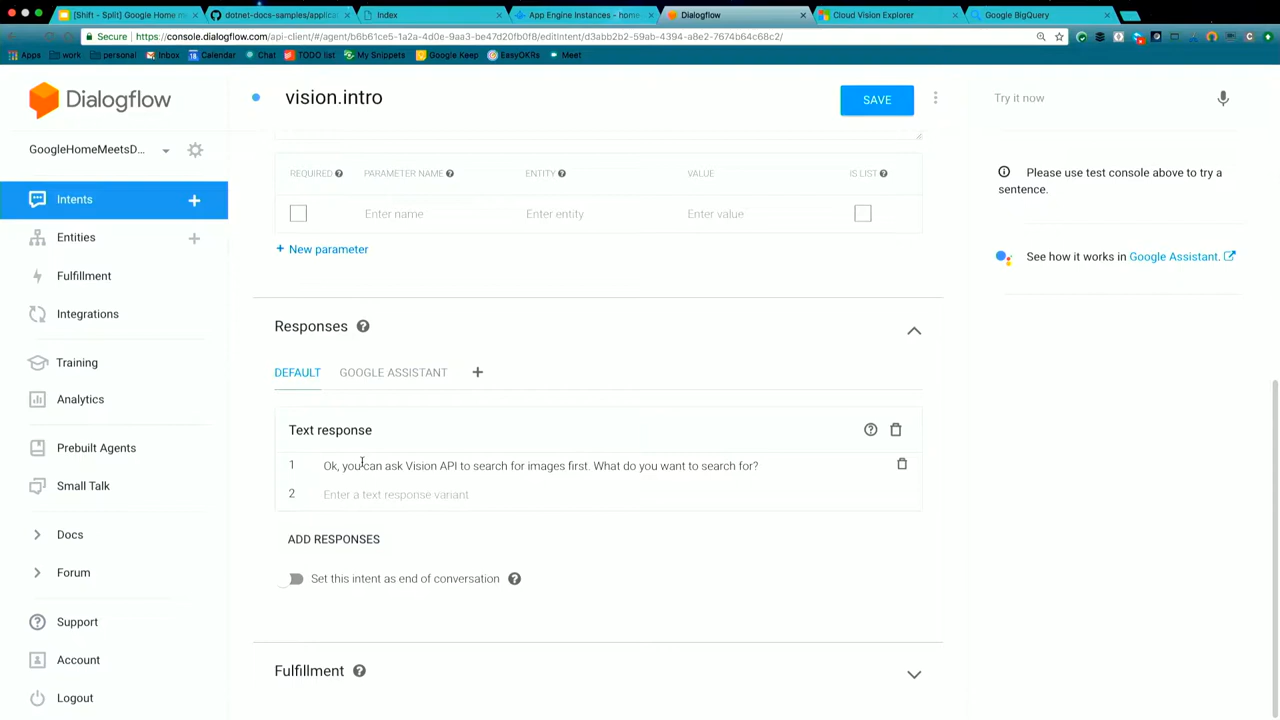 [Shift - Split] Google Home m
dotnet-docs-samples/applica
Index
App Engine Instances - home
Dialogflow
Cloud Vision Explorer
Google BigQuery
Secure
https://console.dialogflow.com/api-client/#/agent/b6b61ce5-1a2a-4d0e-9aa3-be47d20fb0f8/editIntent/d3abb2b2-59ab-4394-a8e2-7674b64c68c2/
Apps
work
personal
Inbox
Calendar
Chat
TODO list
My Snippets
Google Keep
EasyOKRs
Meet
Dialogflow
vision.intro
SAVE
Try it now
GoogleHomeMeetsD...
Intents
Entities
Fulfillment
Integrations
Training
Analytics
Prebuilt Agents
Small Talk
Docs
Forum
Support
Account
Logout
REQUIRED
PARAMETER NAME
ENTITY
VALUE
IS LIST
Enter name
Enter entity
Enter value
+ New parameter
Responses
DEFAULT
GOOGLE ASSISTANT
Text response
1 Ok, you can ask Vision API to search for images first. What do you want to search for?
2 Enter a text response variant
ADD RESPONSES
Set this intent as end of conversation
Fulfillment
Please use test console above to try a
sentence.
See how it works in Google Assistant.